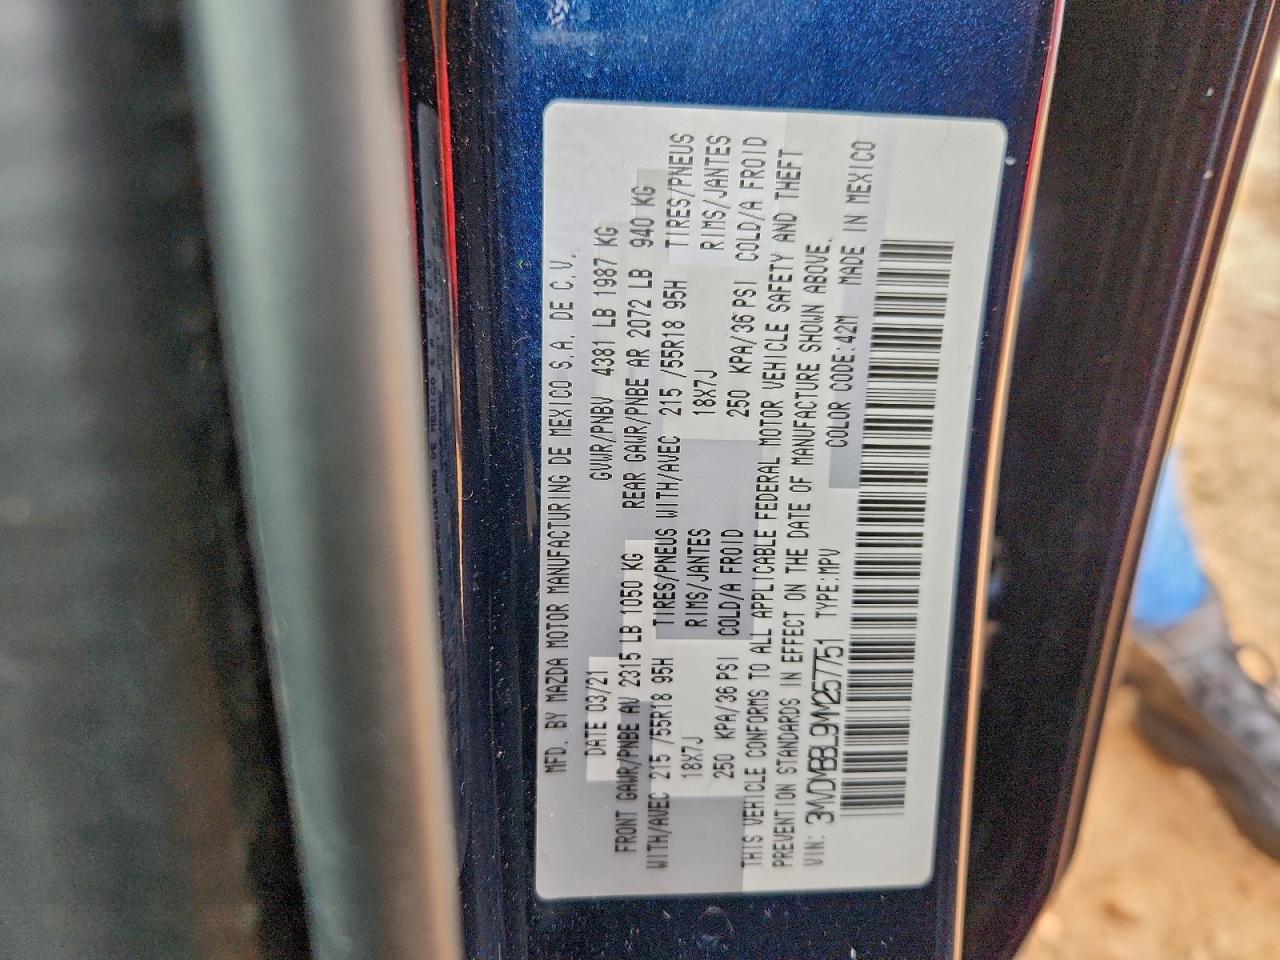 MFD. BY MAZDA MOTOR MANUFACTURING DE MEXICO S.A. DE C.V.
DATE 03/21 GVWR/PNBV 4381 LB 1987 KG
FRONT GAWR/PNBE AV 2315 LB 1050 KG REAR GAWR/PNBE AR 2072 LB 940 KG
WITH/AVEC 215 /55R18 95H TIRES/PNEUS WITH/AVEC 215 /55R18 95H TIRES/PNEUS
18X7J RIMS/JANTES 18X7J RIMS/JANTES
250 KPA/36 PSI COLD/A FROID 250 KPA/36 PSI COLD/A FROID
THIS VEHICLE CONFORMS TO ALL APPLICABLE FEDERAL MOTOR VEHICLE SAFETY AND THEFT
PREVENTION STANDARDS IN EFFECT ON THE DATE OF MANUFACTURE SHOWN ABOVE.
VIN: 3MVDMBBL9MM257751 TYPE:MPV COLOR CODE:42M MADE IN MEXICO